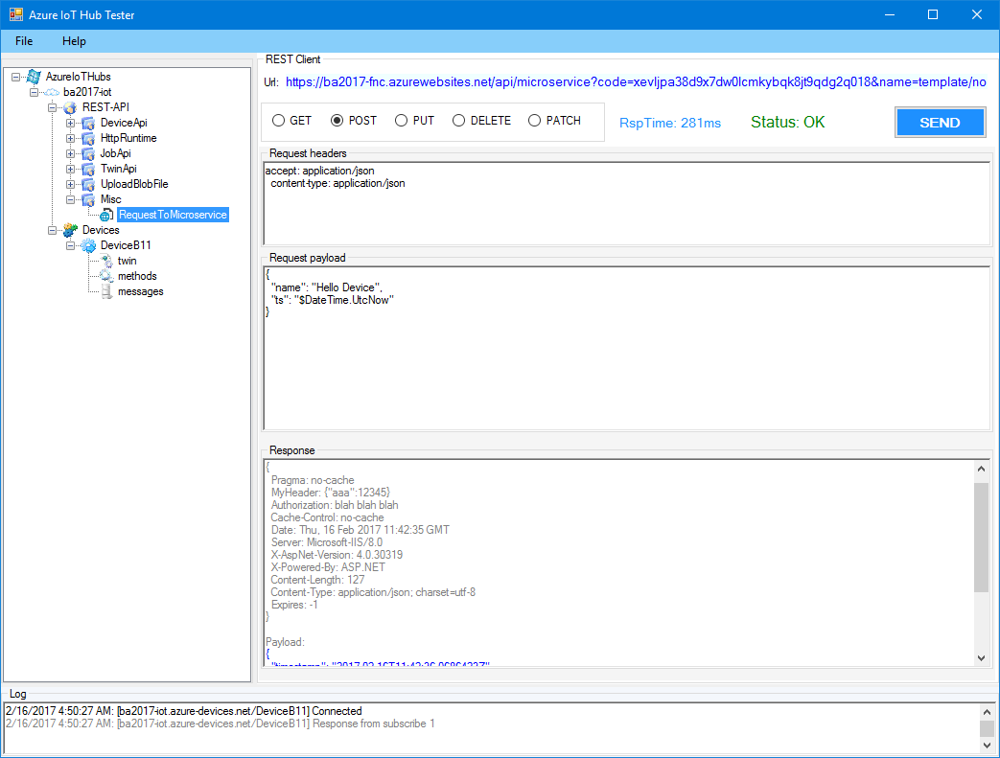 Azure IoT Hub Tester
File Help
AzureIoTHubs
ba2017-iot
REST-API
DeviceApi
HttpRuntime
JobApi
TwinApi
UploadBlobFile
Misc
RequestToMicroservice
Devices
DeviceB11
twin
methods
messages
REST Client
Url: https://ba2017-fnc.azurewebsites.net/api/microservice?code=xevljpa38d9x7dw0lcmkybqk8jt9qdg2q018&name=template/no
GET POST PUT DELETE PATCH RspTime: 281ms Status: OK SEND
Request headers
accept: application/json
content-type: application/json
Request payload
{
"name": "Hello Device",
"ts": "$DateTime.UtcNow"
}
Response
{
Pragma: no-cache
MyHeader: {"aaa":12345}
Authorization: blah blah blah
Cache-Control: no-cache
Date: Thu, 16 Feb 2017 11:42:35 GMT
Server: Microsoft-IIS/8.0
X-AspNet-Version: 4.0.30319
X-Powered-By: ASP.NET
Content-Length: 127
Content-Type: application/json; charset=utf-8
Expires: -1
}
Payload:
{
Log
2/16/2017 4:50:27 AM: [ba2017-iot.azure-devices.net/DeviceB11] Connected
2/16/2017 4:50:27 AM: [ba2017-iot.azure-devices.net/DeviceB11] Response from subscribe 1